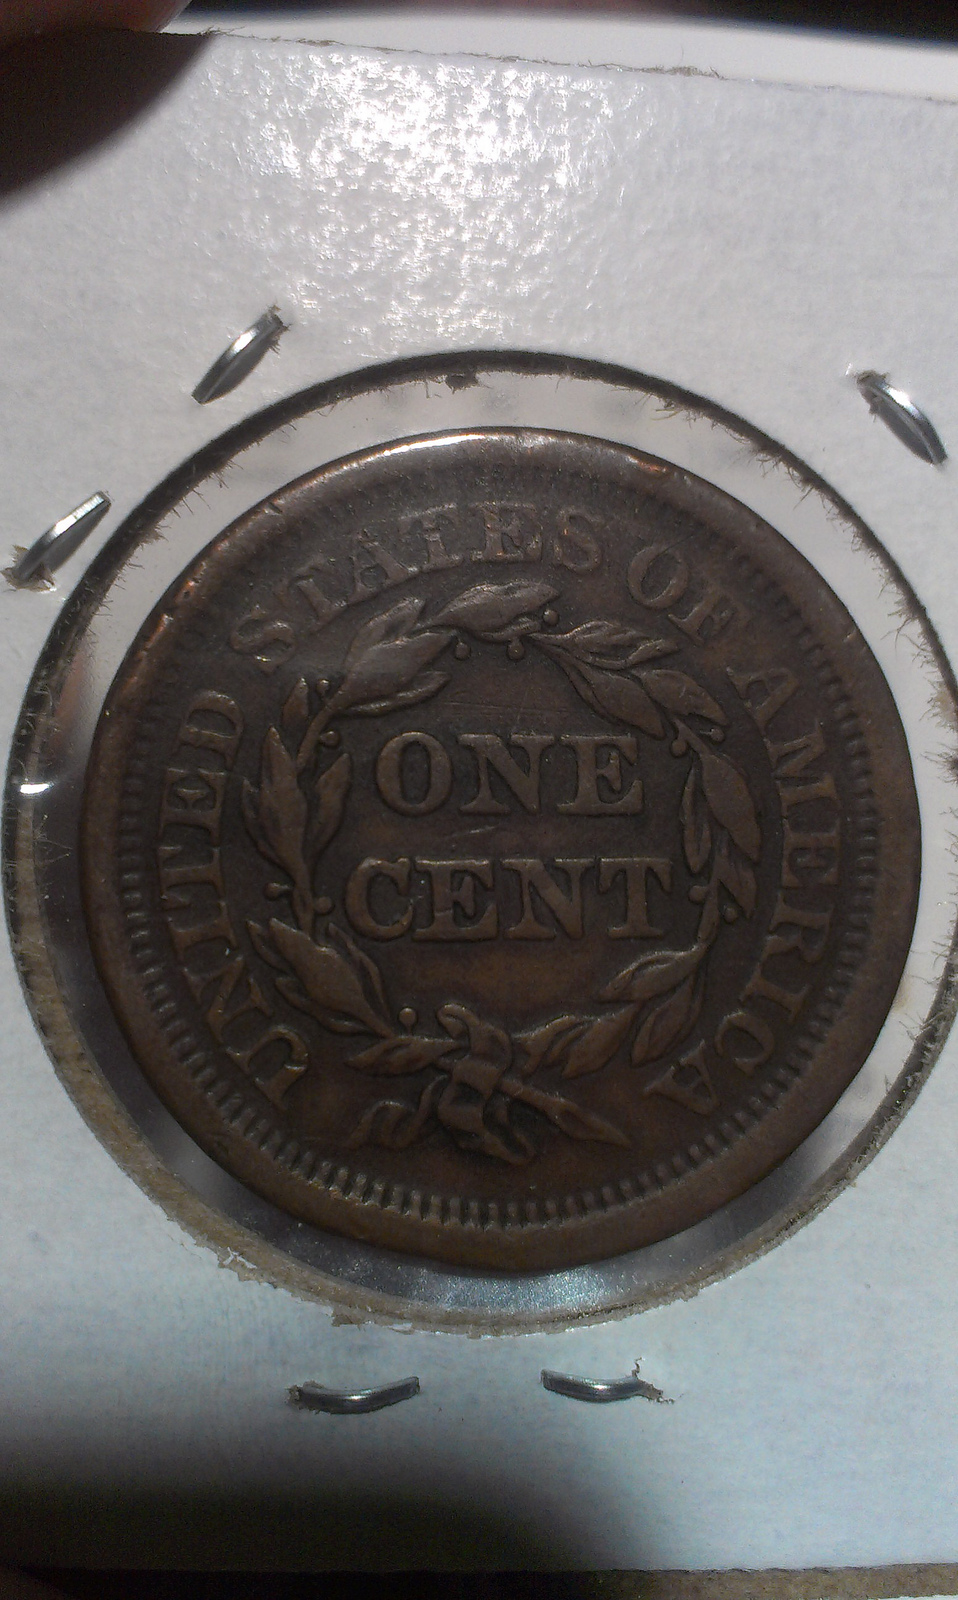 UNITED STATES OF AMERICA
ONE
CENT